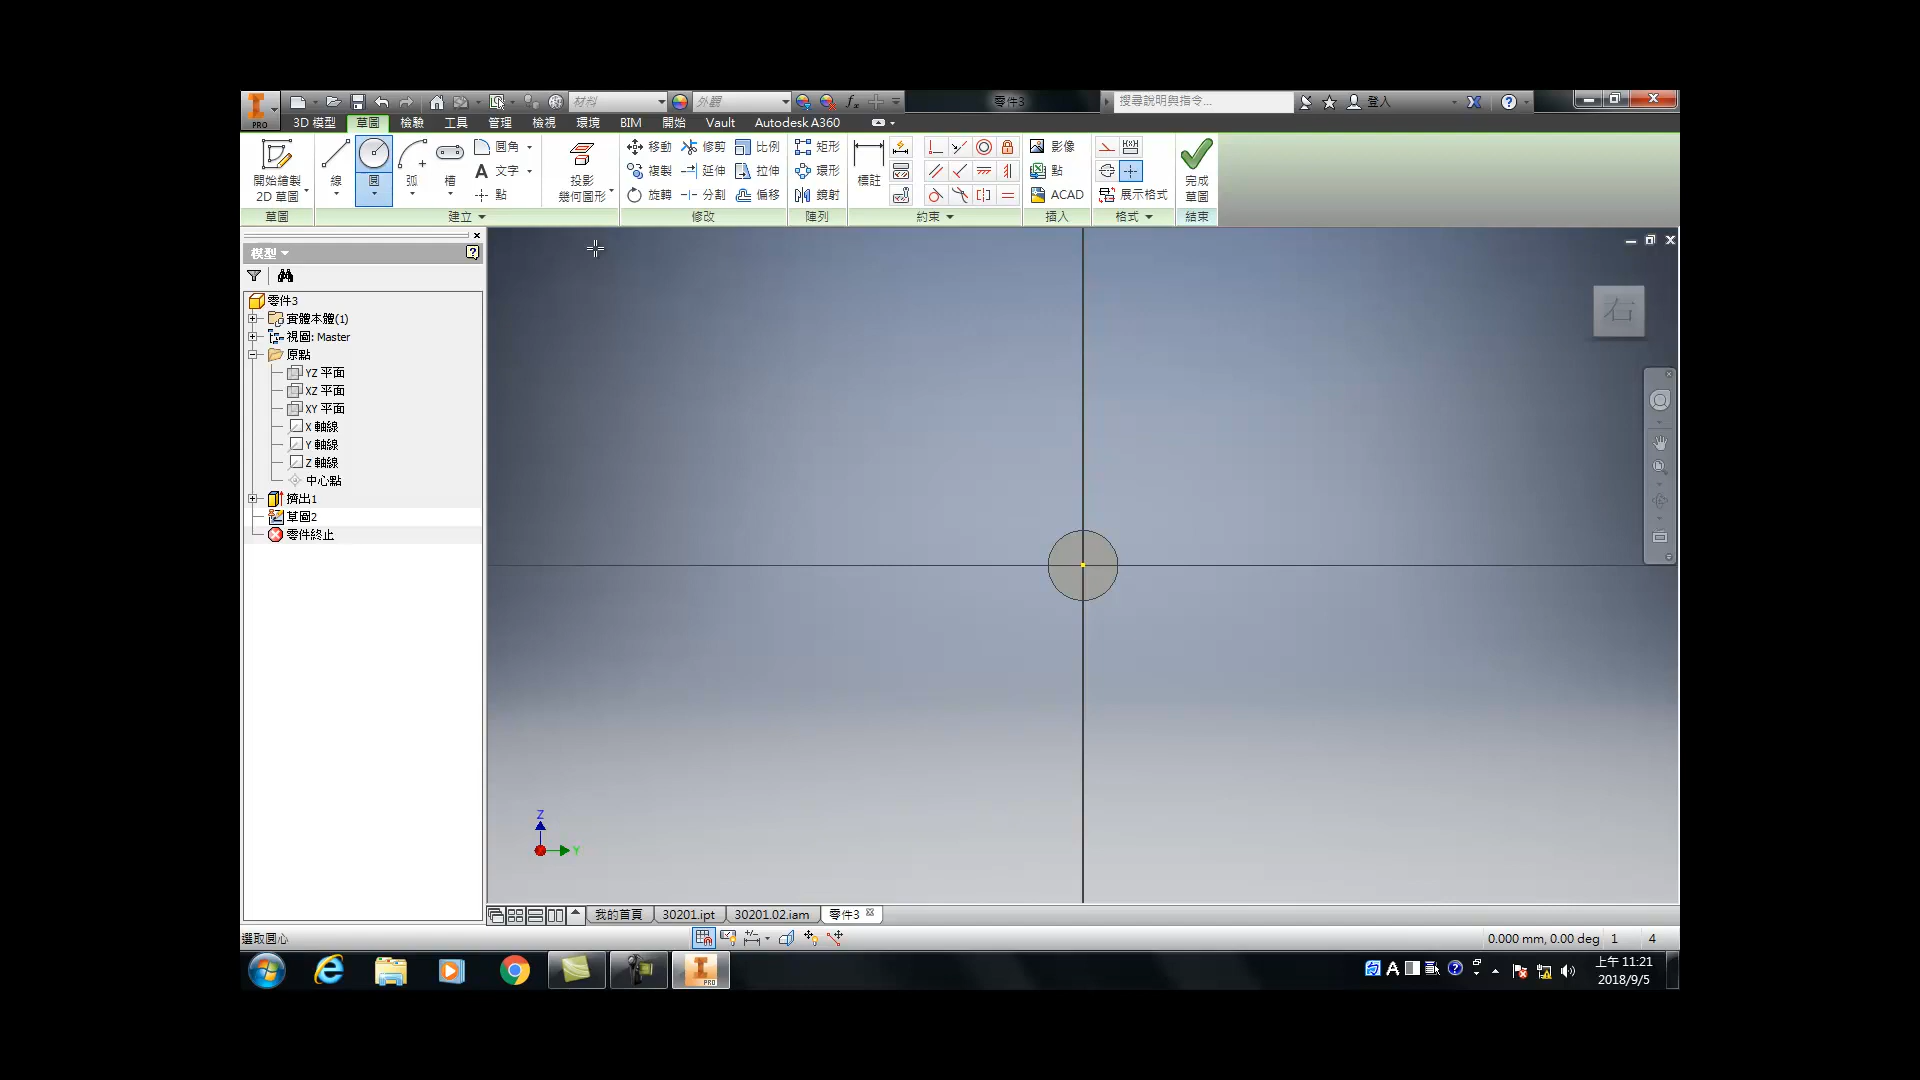 材料
外觀
零件3
搜尋說明與指令...
登入
PRO
3D 模型 草圖 檢驗 工具 管理 檢視 環境 BIM 開始 Vault Autodesk A360
開始繪製
2D 草圖
線 圓 弧 槽
圓角
文字
點
投影
幾何圖形
移動 修剪 比例
複製 延伸 拉伸
旋轉 分割 偏移
矩形
環形
鏡射
標註
影像
點
ACAD
展示格式
完成
草圖
草圖 建立 修改 陣列 約束 插入 格式 結束
模型
零件3
實體本體(1)
視圖: Master
原點
YZ 平面
XZ 平面
XY 平面
X 軸線
Y 軸線
Z 軸線
中心點
擠出1
草圖2
零件終止
右
Z
Y
我的首頁 30201.ipt 30201.02.iam 零件3
選取圓心
0.000 mm, 0.00 deg 1 4
PRO
A
上午 11:21
2018/9/5